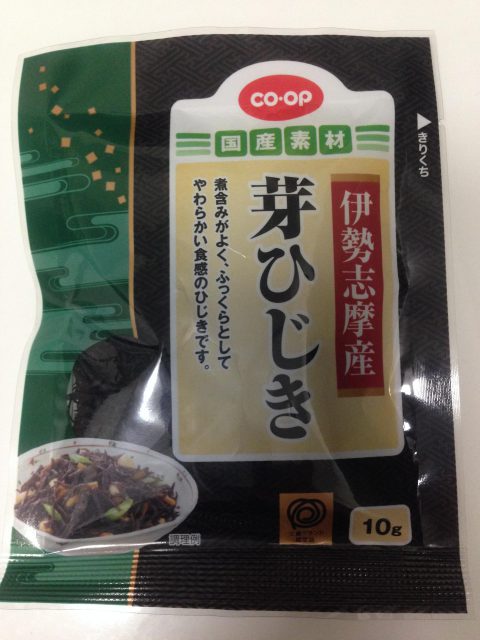 CO·OP
国産素材
伊勢志摩産
芽ひじき
煮含みがよく、ふっくらとして
やわらかい食感のひじきです。
きりくち
調理例
10g